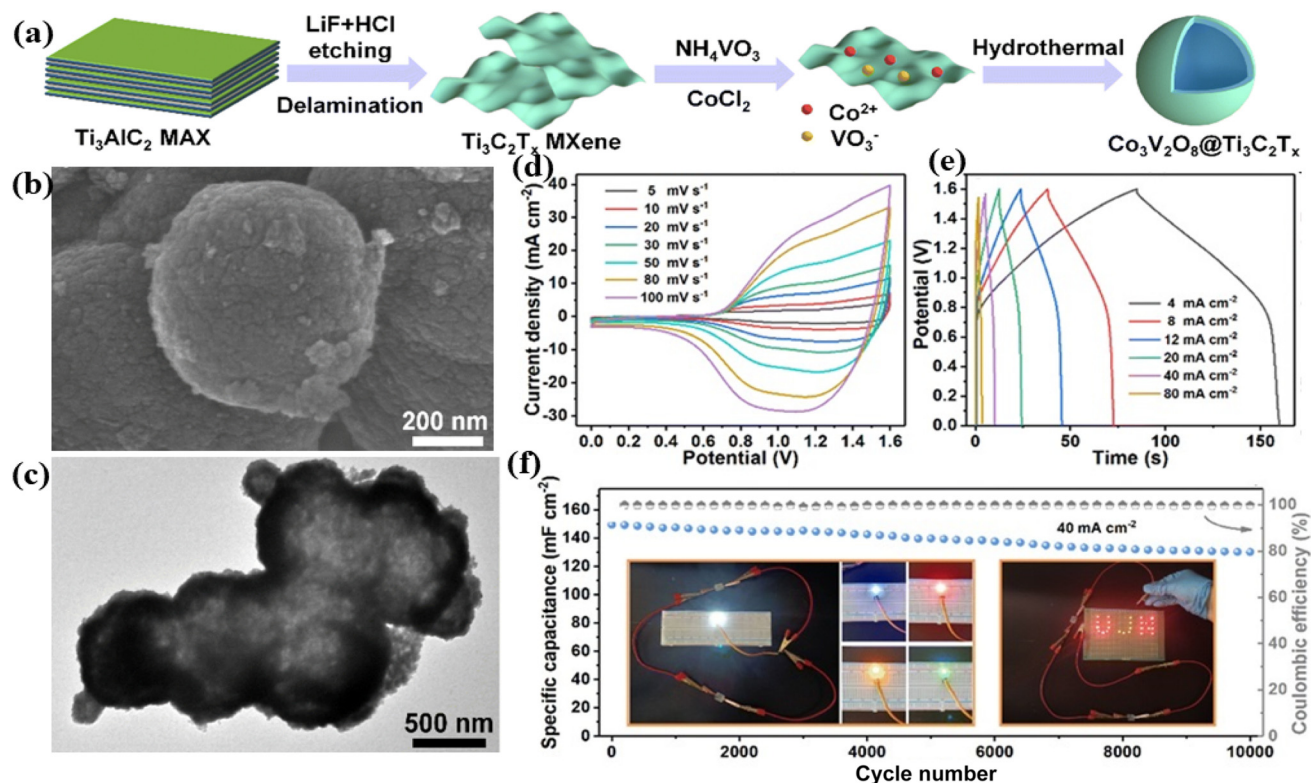 (a)
LiF+HCl
etching
Delamination
Ti₃AlC₂ MAX
Ti₃C₂Tₓ MXene
NH₄VO₃
CoCl₂
Co²⁺
VO₃⁻
Hydrothermal
Co₃V₂O₈@Ti₃C₂Tₓ
(b)
200 nm
(c)
500 nm
(d)
Current density (mA cm⁻²)
40
30
20
10
0
-10
-20
-30
5 mV s⁻¹
10 mV s⁻¹
20 mV s⁻¹
30 mV s⁻¹
50 mV s⁻¹
80 mV s⁻¹
100 mV s⁻¹
0.0 0.2 0.4 0.6 0.8 1.0 1.2 1.4 1.6
Potential (V)
(e)
Potential (V)
1.8
1.6
1.4
1.2
1.0
0.8
0.6
0.4
0.2
0.0
4 mA cm⁻²
8 mA cm⁻²
12 mA cm⁻²
20 mA cm⁻²
40 mA cm⁻²
80 mA cm⁻²
0 50 100 150
Time (s)
(f)
Specific capacitance (mF cm⁻²)
160
140
120
100
80
60
40
20
0
40 mA cm⁻²
UJN
100
80
60
40
20
0
Coulombic efficiency (%)
0 2000 4000 6000 8000 10000
Cycle number